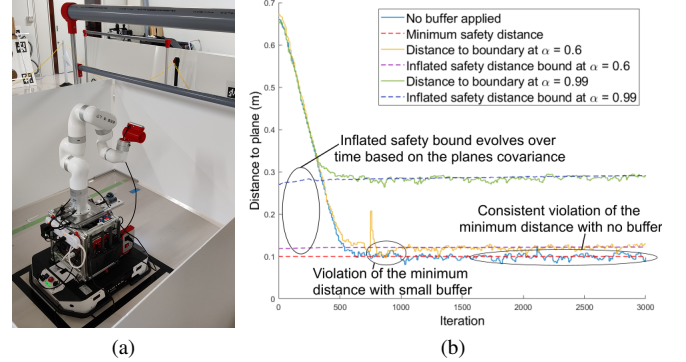 No buffer applied
Minimum safety distance
Distance to boundary at α = 0.6
Inflated safety distance bound at α = 0.6
Distance to boundary at α = 0.99
Inflated safety distance bound at α = 0.99
Distance to plane (m)
0.7
0.6
0.5
0.4
0.3
0.2
0.1
0
Inflated safety bound evolves over
time based on the planes covariance
Consistent violation of the
minimum distance with no buffer
Violation of the minimum
distance with small buffer
0 500 1000 1500 2000 2500 3000
Iteration
(a) (b)